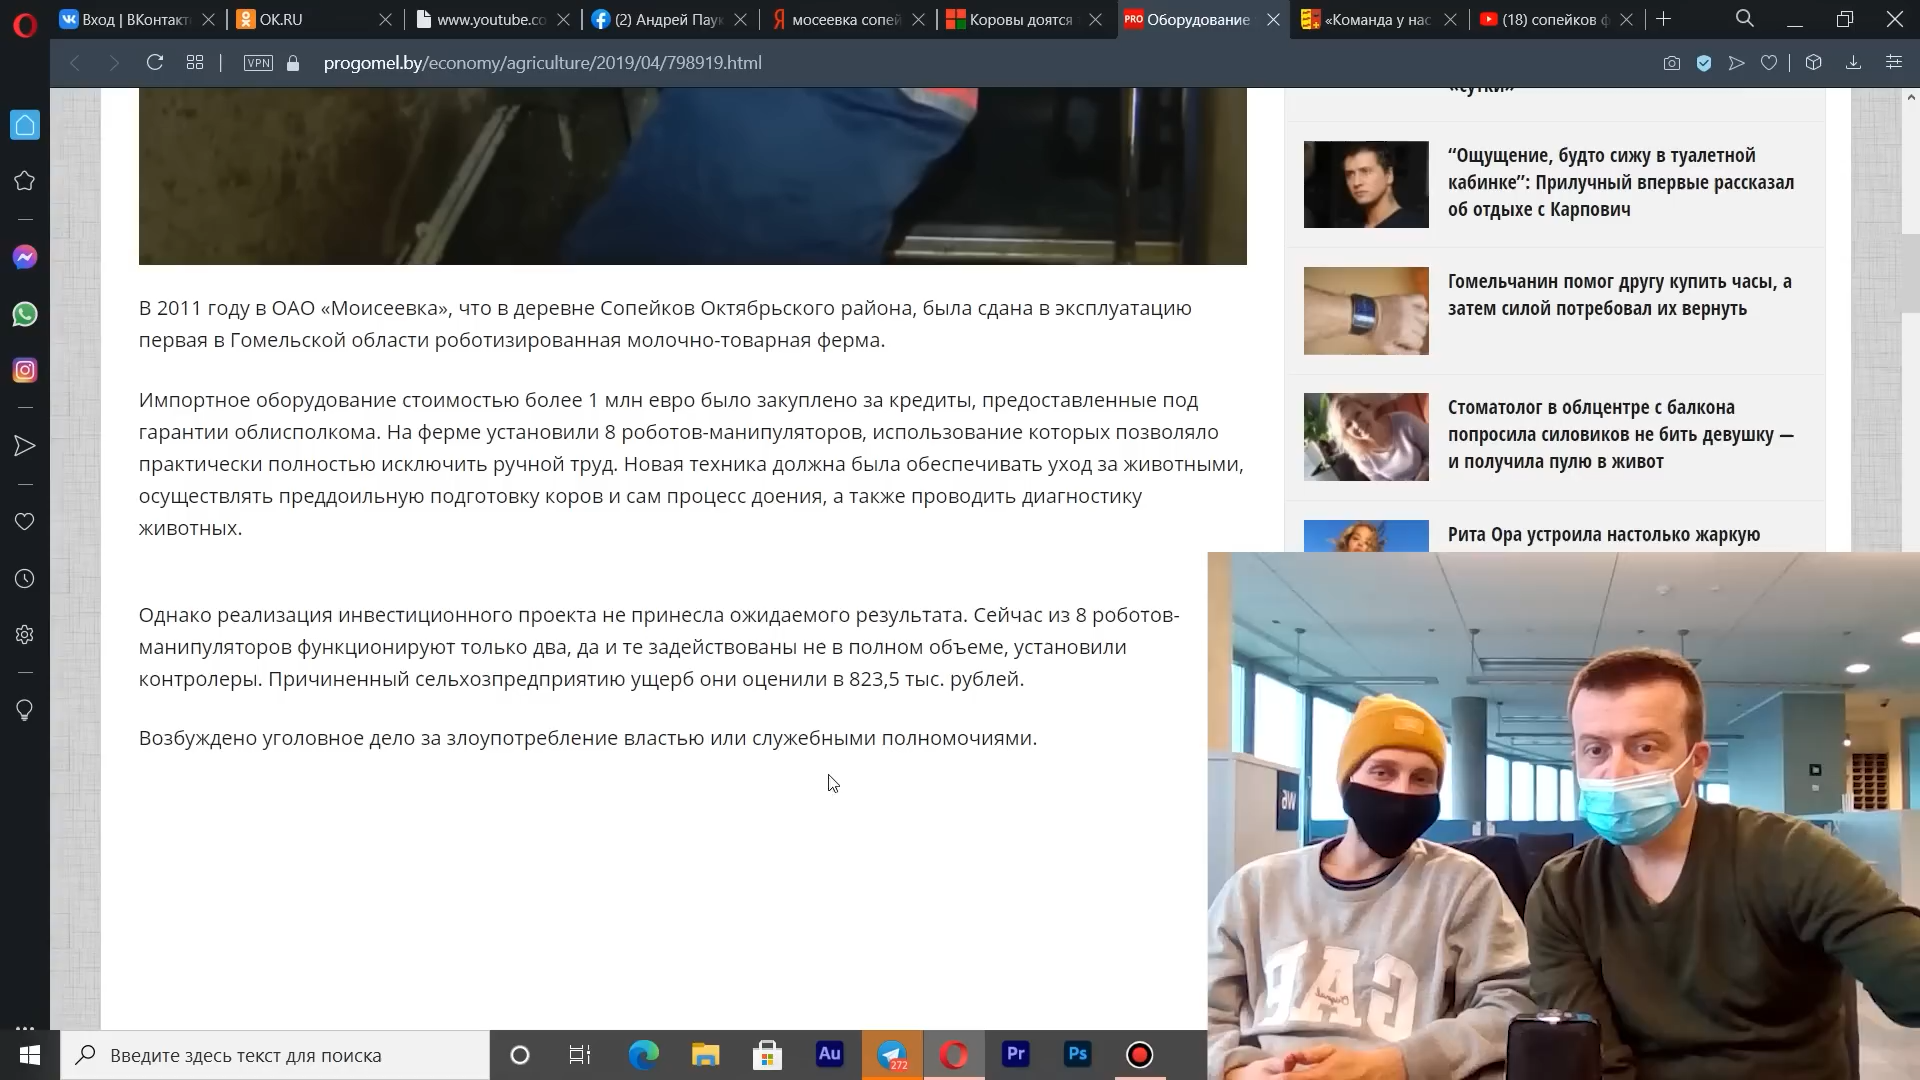 Вход | ВКонтакт
OK.RU
www.youtube.co
(2) Андрей Паук
мосеевка сопей
Коровы доятся
PRO Оборудование
«Команда у нас
(18) сопейков ф
VPN
progomel.by/economy/agriculture/2019/04/798919.html
«сутки»
“Ощущение, будто сижу в туалетной
кабинке”: Прилучный впервые рассказал
об отдыхе с Карпович
Гомельчанин помог другу купить часы, а
затем силой потребовал их вернуть
Стоматолог в облцентре с балкона
попросила силовиков не бить девушку —
и получила пулю в живот
Рита Ора устроила настолько жаркую
В 2011 году в ОАО «Моисеевка», что в деревне Сопейков Октябрьского района, была сдана в эксплуатацию
первая в Гомельской области роботизированная молочно-товарная ферма.
Импортное оборудование стоимостью более 1 млн евро было закуплено за кредиты, предоставленные под
гарантии облисполкома. На ферме установили 8 роботов-манипуляторов, использование которых позволяло
практически полностью исключить ручной труд. Новая техника должна была обеспечивать уход за животными,
осуществлять преддоильную подготовку коров и сам процесс доения, а также проводить диагностику
животных.
Однако реализация инвестиционного проекта не принесла ожидаемого результата. Сейчас из 8 роботов-
манипуляторов функционируют только два, да и те задействованы не в полном объеме, установили
контролеры. Причиненный сельхозпредприятию ущерб они оценили в 823,5 тыс. рублей.
Возбуждено уголовное дело за злоупотребление властью или служебными полномочиями.
W6
GAP
Original
Введите здесь текст для поиска
Au
272
Pr
Ps